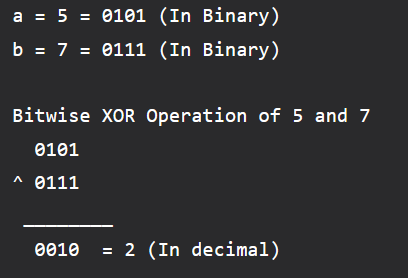 a = 5 = 0101 (In Binary)
b = 7 = 0111 (In Binary)
Bitwise XOR Operation of 5 and 7
0101
^ 0111
________
0010 = 2 (In decimal)